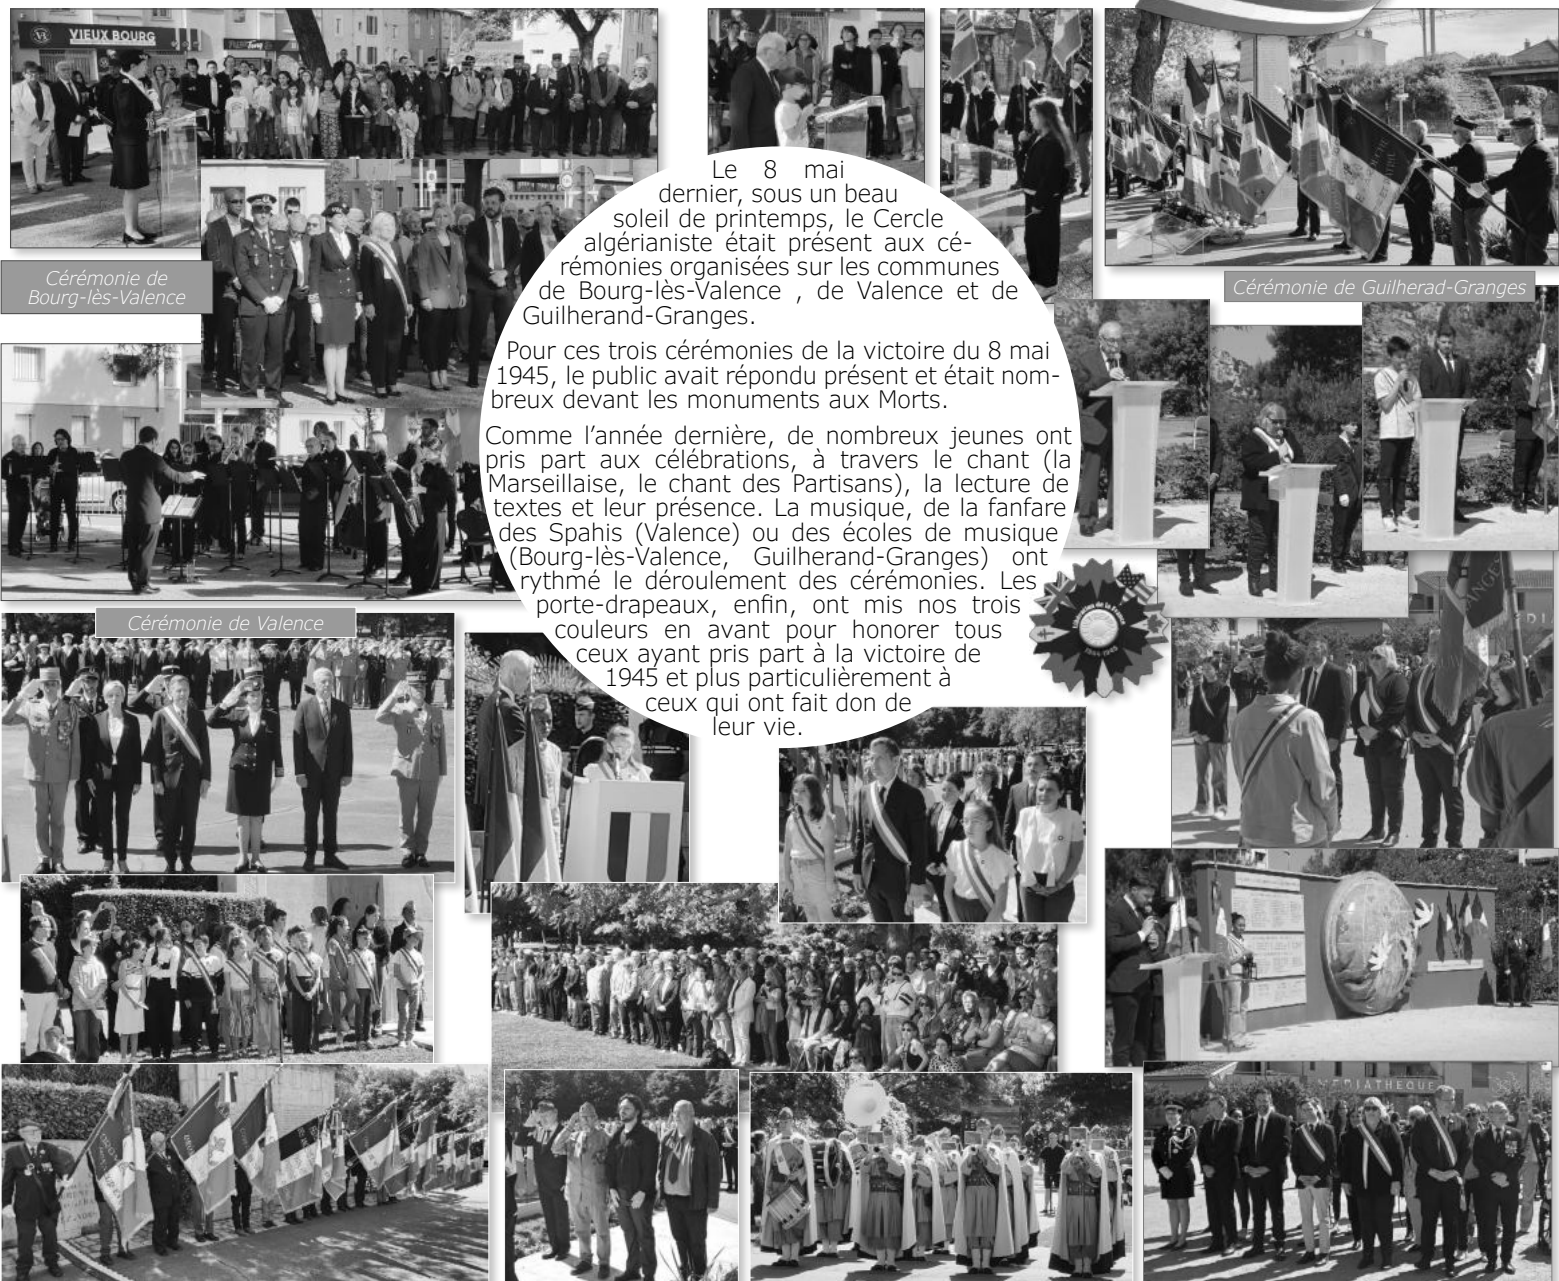 VIEUX BOURG
Cérémonie de
Bourg-lès-Valence
Le 8 mai
dernier, sous un beau
soleil de printemps, le Cercle
algérianiste était présent aux cé-
rémonies organisées sur les communes
de Bourg-lès-Valence , de Valence et de
Guilherand-Granges.
Pour ces trois cérémonies de la victoire du 8 mai
1945, le public avait répondu présent et était nom-
breux devant les monuments aux Morts.
Comme l'année dernière, de nombreux jeunes ont
pris part aux célébrations, à travers le chant (la
Marseillaise, le chant des Partisans), la lecture de
textes et leur présence. La musique, de la fanfare
des Spahis (Valence) ou des écoles de musique
(Bourg-lès-Valence, Guilherand-Granges) ont
rythmé le déroulement des cérémonies. Les
porte-drapeaux, enfin, ont mis nos trois
couleurs en avant pour honorer tous
ceux ayant pris part à la victoire de
1945 et plus particulièrement à
ceux qui ont fait don de
leur vie.
Cérémonie de Guilherad-Granges
Libération de la France
Cérémonie de Valence
MEDIATHEQUE